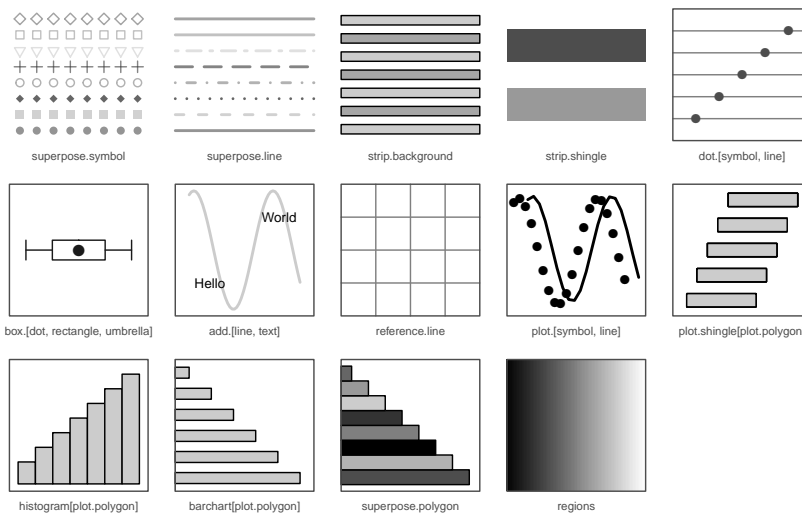 superpose.symbol
superpose.line
strip.background
strip.shingle
dot.[symbol, line]
World
Hello
box.[dot, rectangle, umbrella]
add.[line, text]
reference.line
plot.[symbol, line]
plot.shingle[plot.polygon
histogram[plot.polygon]
barchart[plot.polygon]
superpose.polygon
regions